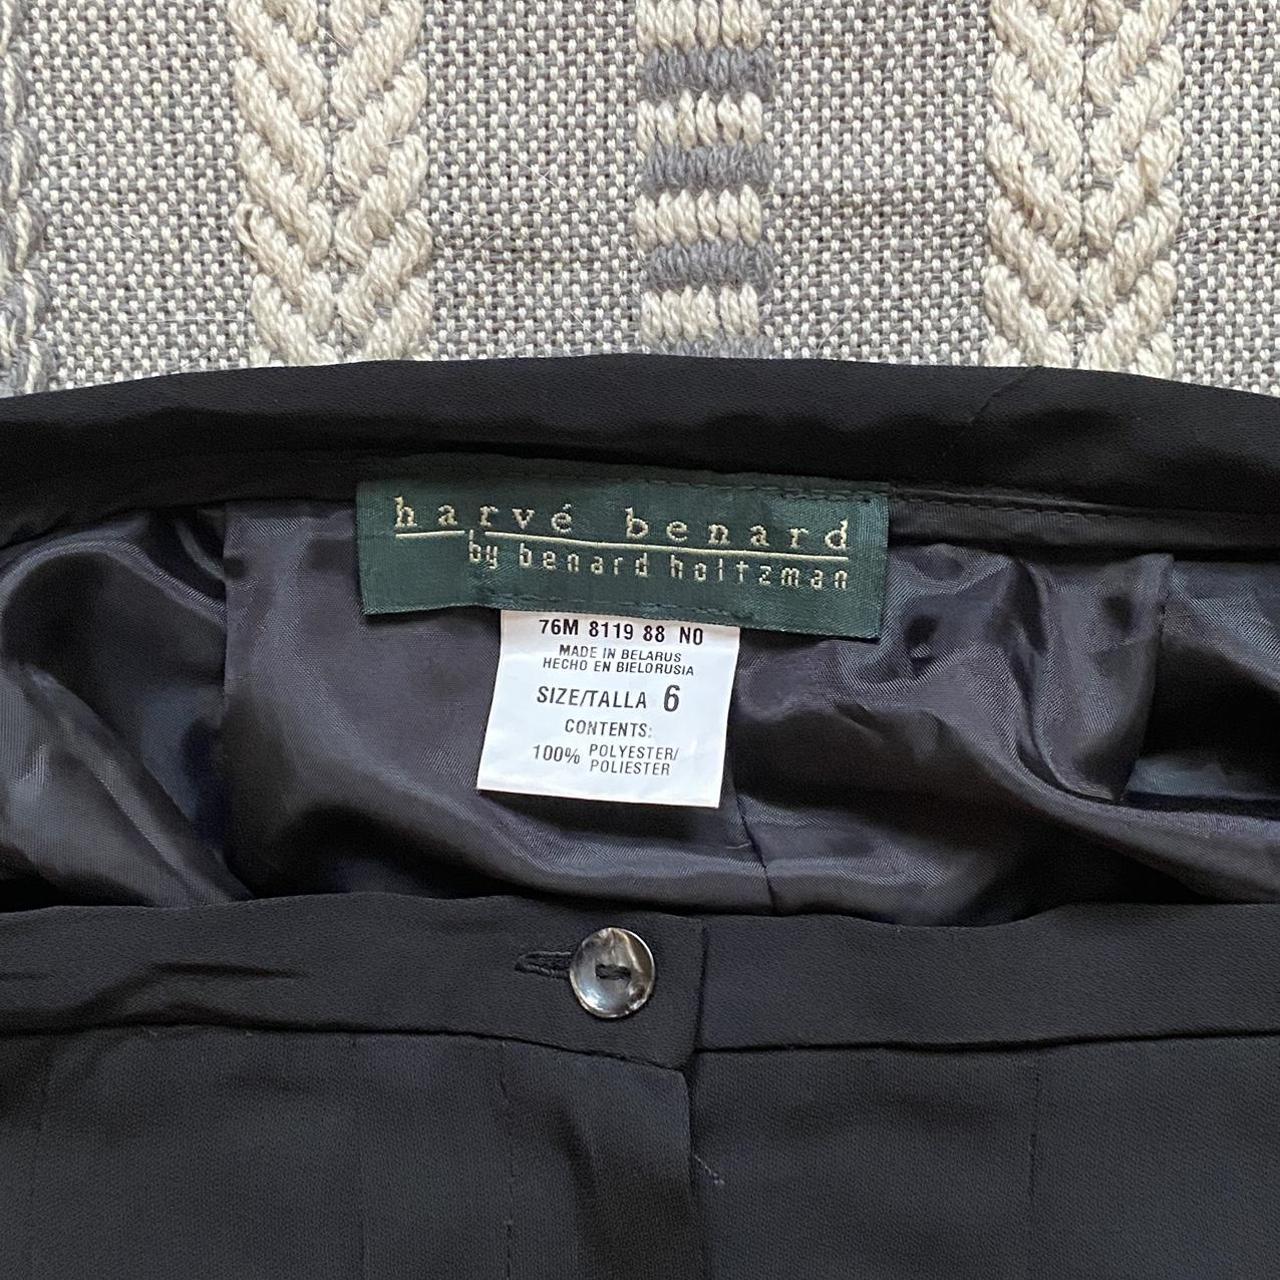 harvé benard
by benard holtzman
76M 8119 88 NO
MADE IN BELARUS
HECHO EN BIELORUSIA
SIZE/TALLA 6
CONTENTS:
100% POLYESTER/
POLIESTER